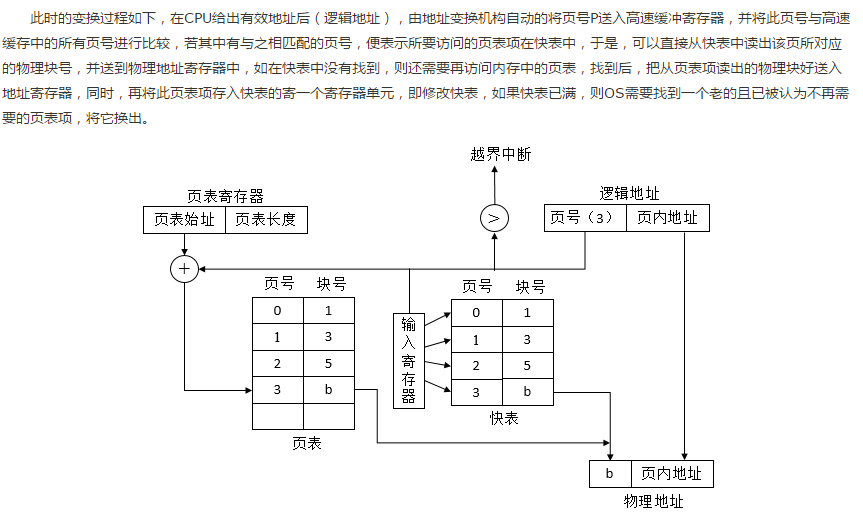 此时的变换过程如下，在CPU给出有效地址后（逻辑地址），由地址变换机构自动的将页号P送入高速缓冲寄存器，并将此页号与高速
缓存中的所有页号进行比较，若其中有与之相匹配的页号，便表示所要访问的页表项在快表中，于是，可以直接从快表中读出该页所对应
的物理块号，并送到物理地址寄存器中，如在快表中没有找到，则还需要再访问内存中的页表，找到后，把从页表项读出的物理块好送入
地址寄存器，同时，再将此页表项存入快表的寄一个寄存器单元，即修改快表，如果快表已满，则OS需要找到一个老的且已被认为不再需
要的页表项，将它换出。
越界中断
页表寄存器
逻辑地址
页表始址 页表长度
>
页号（3） 页内地址
+
页号 块号
页号 块号
0 1
1 3
2 5
3 b
页表
输入寄存器
0 1
1 3
2 5
3 b
快表
b 页内地址
物理地址